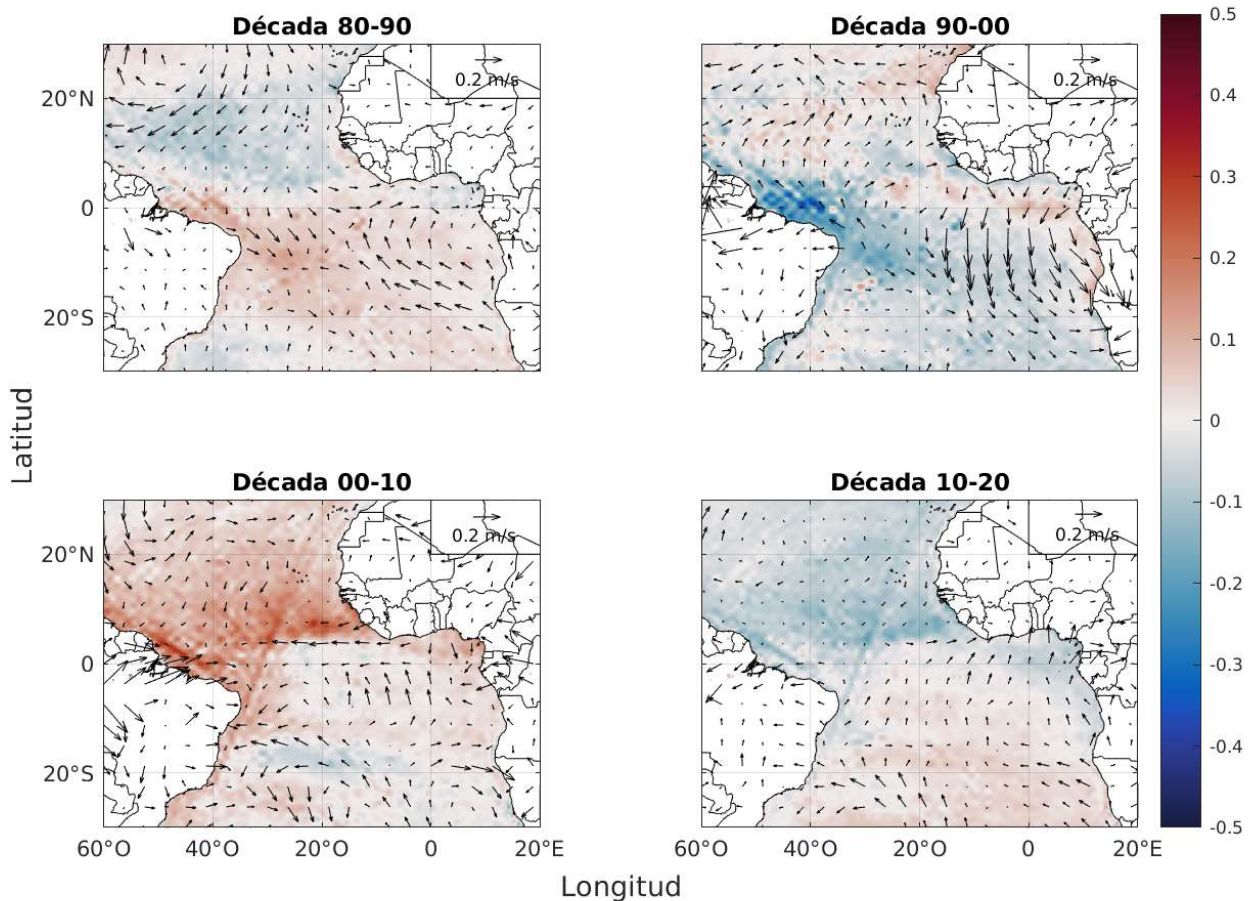 Década 80-90
Década 90-00
0.2 m/s
0.2 m/s
20°N
0
20°S
Década 00-10
Década 10-20
0.2 m/s
0.2 m/s
20°N
0
20°S
60°O 40°O 20°O 0 20°E
60°O 40°O 20°O 0 20°E
Latitud
Longitud
0.5
0.4
0.3
0.2
0.1
0
-0.1
-0.2
-0.3
-0.4
-0.5